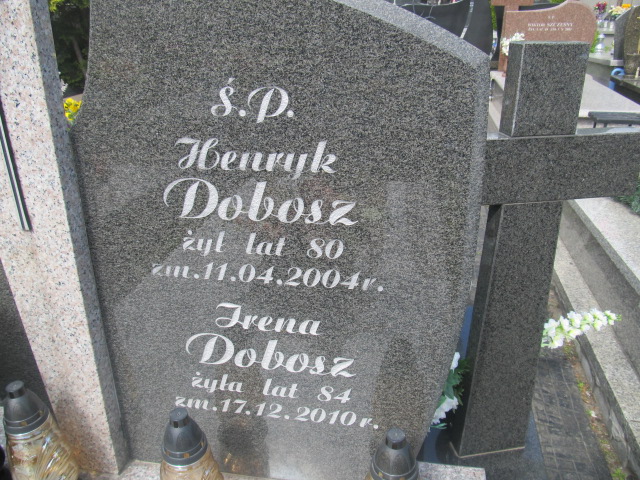 Ś.P.
Henryk
Dobosz
żył lat 80
zm.11.04.2004r.
Irena
Dobosz
żyła lat 84
zm.17.12.2010r.